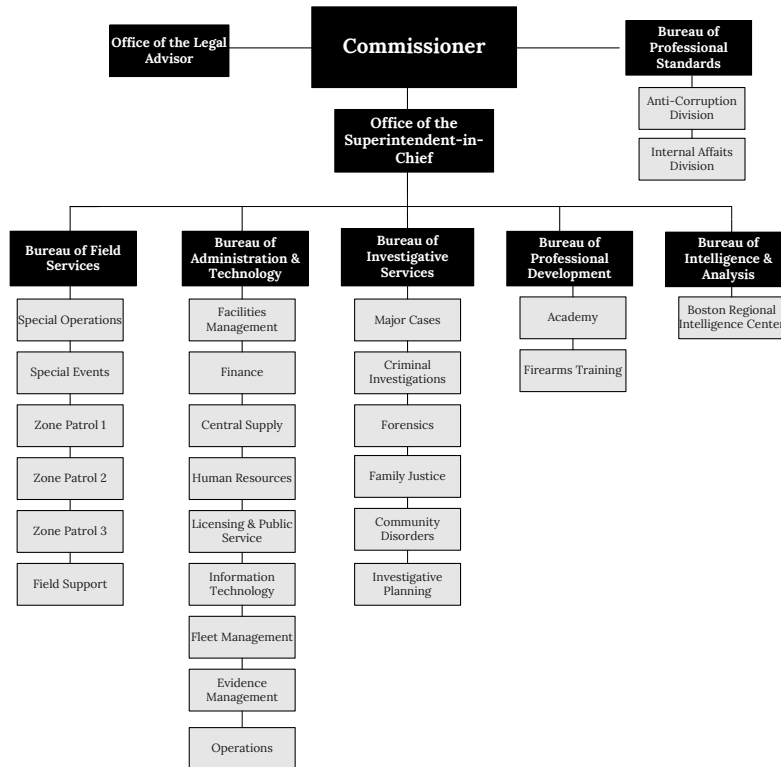 Office of the Legal
Advisor
Commissioner
Bureau of
Professional
Standards
Anti-Corruption
Division
Internal Affaits
Division
Office of the
Superintendent-in-
Chief
Bureau of Field
Services
Special Operations
Special Events
Zone Patrol 1
Zone Patrol 2
Zone Patrol 3
Field Support
Bureau of
Administration &
Technology
Facilities
Management
Finance
Central Supply
Human Resources
Licensing & Public
Service
Information
Technology
Fleet Management
Evidence
Management
Operations
Bureau of
Investigative
Services
Major Cases
Criminal
Investigations
Forensics
Family Justice
Community
Disorders
Investigative
Planning
Bureau of
Professional
Development
Academy
Firearms Training
Bureau of
Intelligence &
Analysis
Boston Regional
Intelligence Center